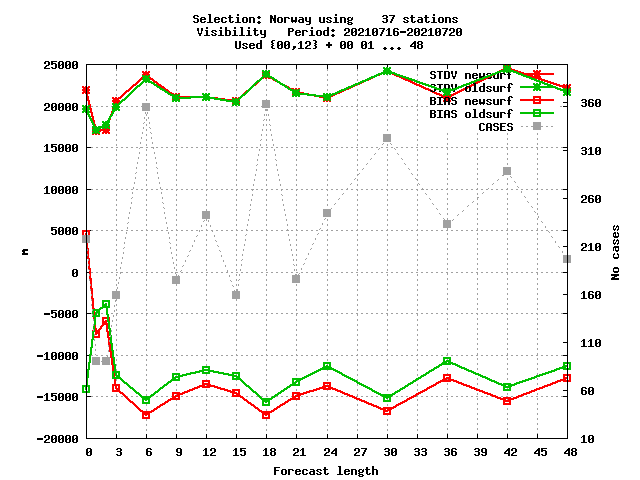 Selection: Norway using    37 stations
Visibility   Period: 20210716-20210720
Used {00,12} + 00 01 ... 48
STDV newsurf
STDV oldsurf
BIAS newsurf
BIAS oldsurf
CASES
25000
20000
15000
10000
5000
0
-5000
-10000
-15000
-20000
m
360
310
260
210
160
110
60
10
No cases
0 3 6 9 12 15 18 21 24 27 30 33 36 39 42 45 48
Forecast length